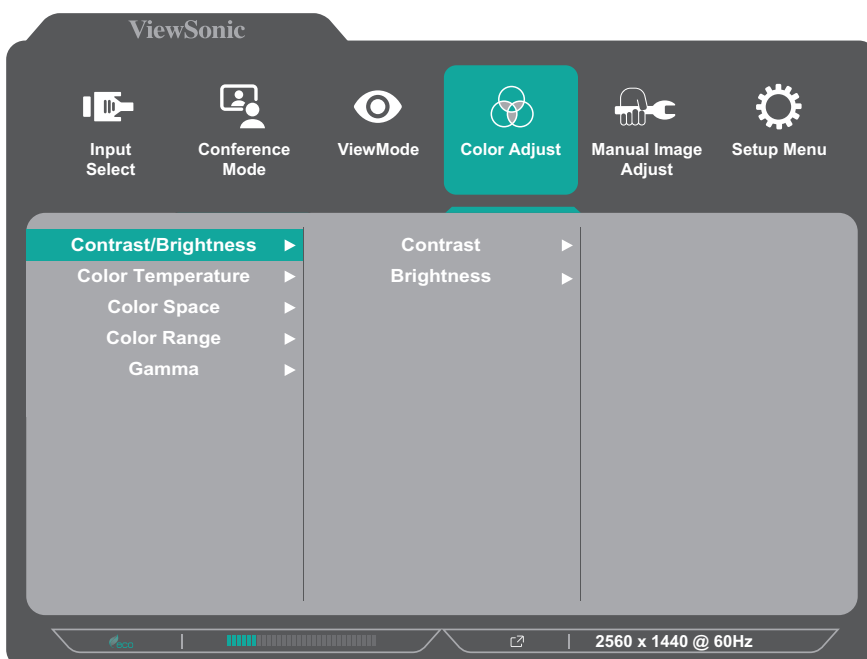 ViewSonic
Input
Select
Conference
Mode
ViewMode
Color Adjust
Manual Image
Adjust
Setup Menu
Contrast/Brightness
Color Temperature
Color Space
Color Range
Gamma
Contrast
Brightness
eco
2560 x 1440 @ 60Hz